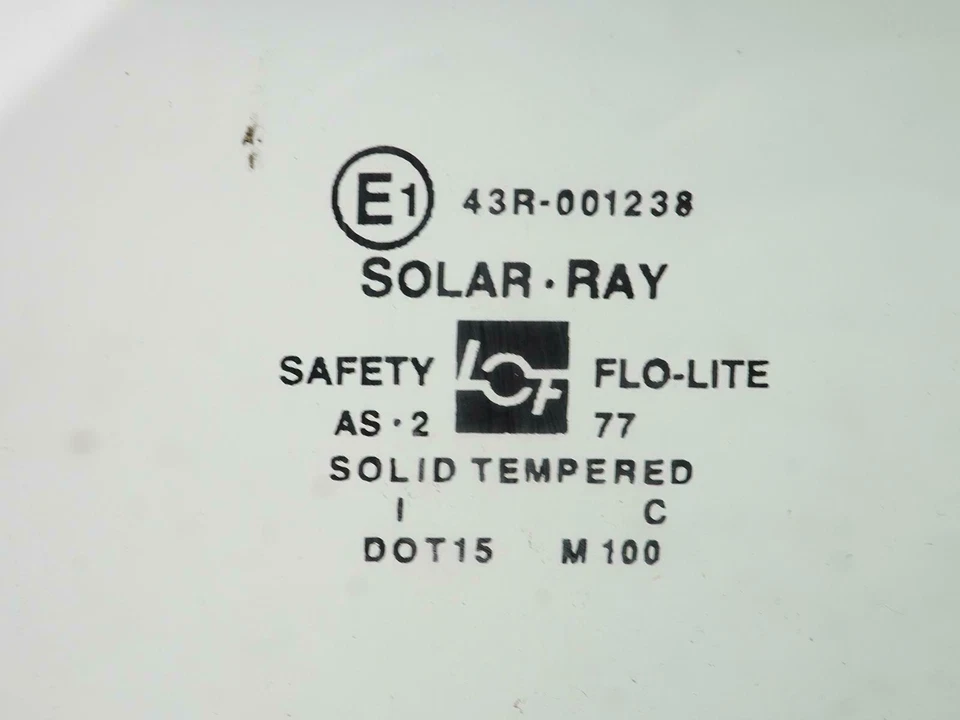 E1 43R-001238
SOLAR·RAY
SAFETY LOF FLO-LITE
AS·2 77
SOLID TEMPERED
I C
DOT15 M100